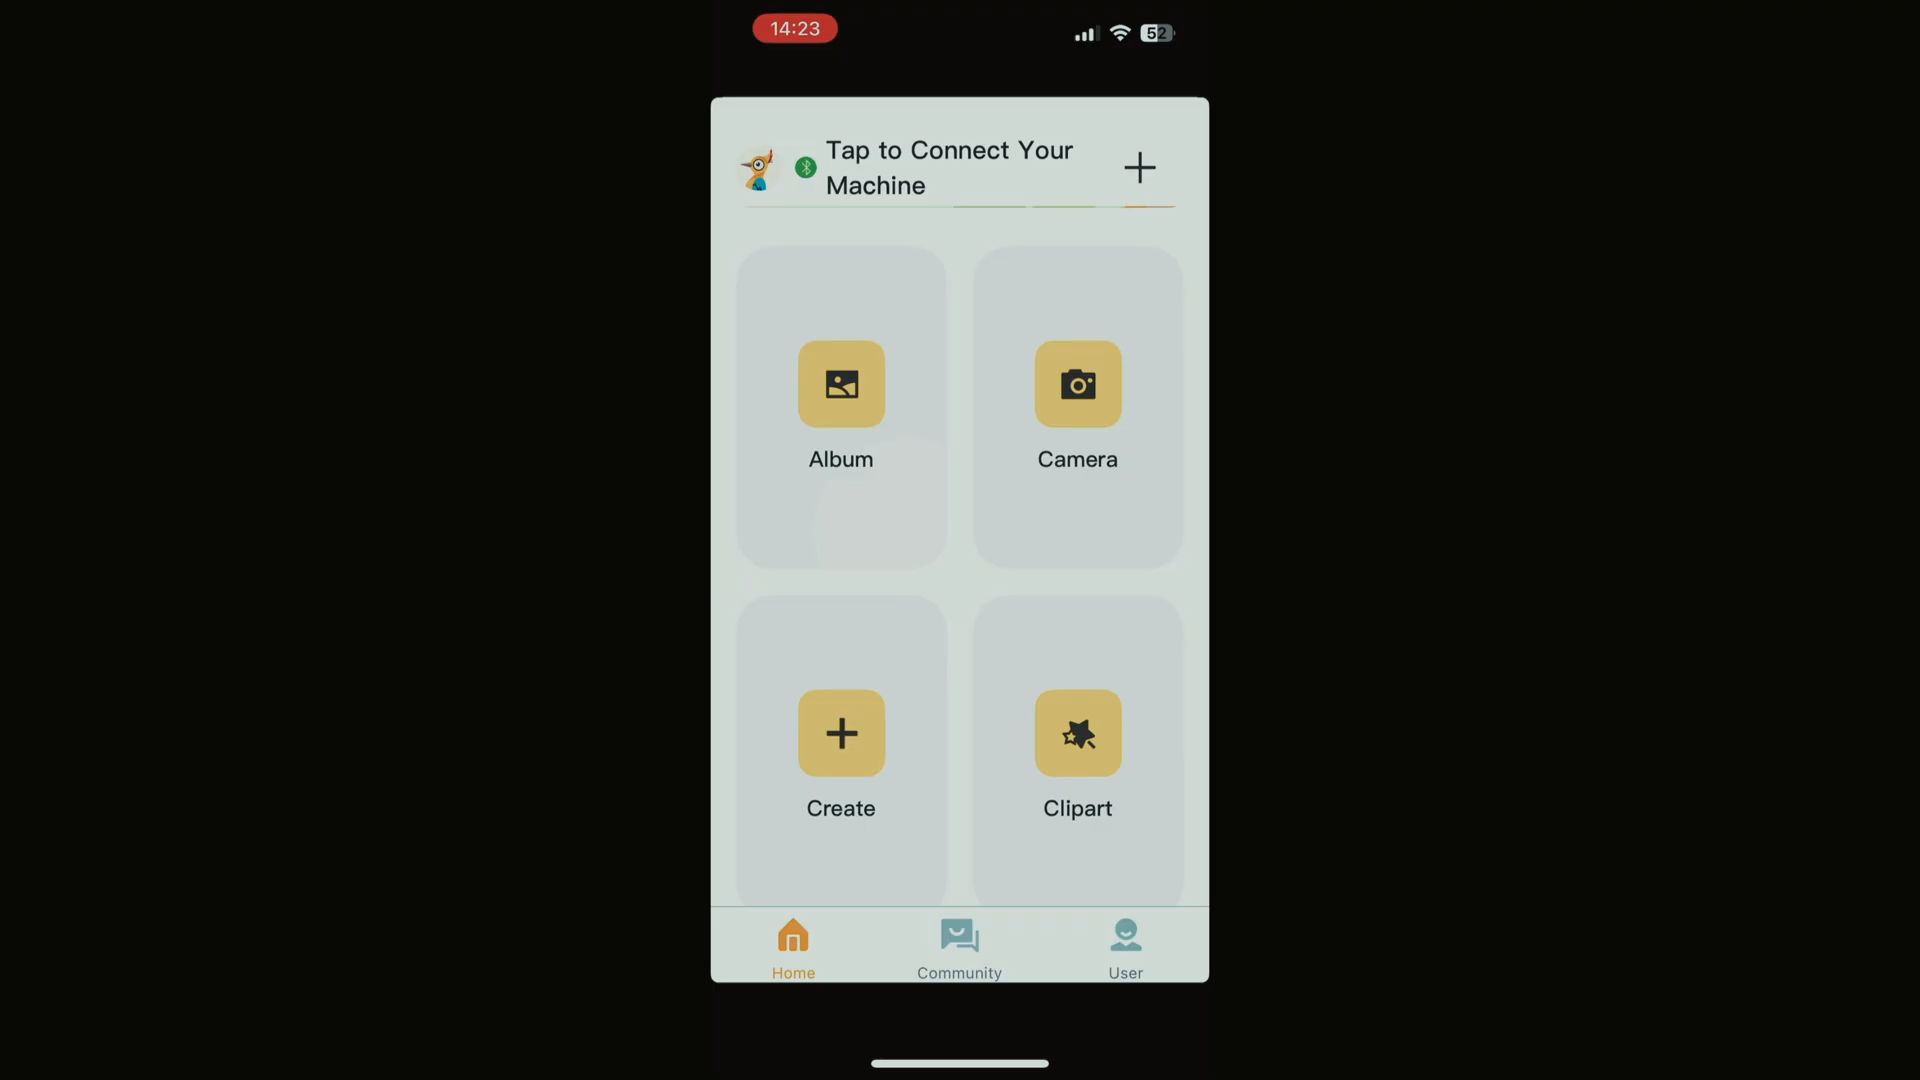 14:23
52
Tap to Connect Your
Machine
Album
Camera
Create
Clipart
Home
Community
User